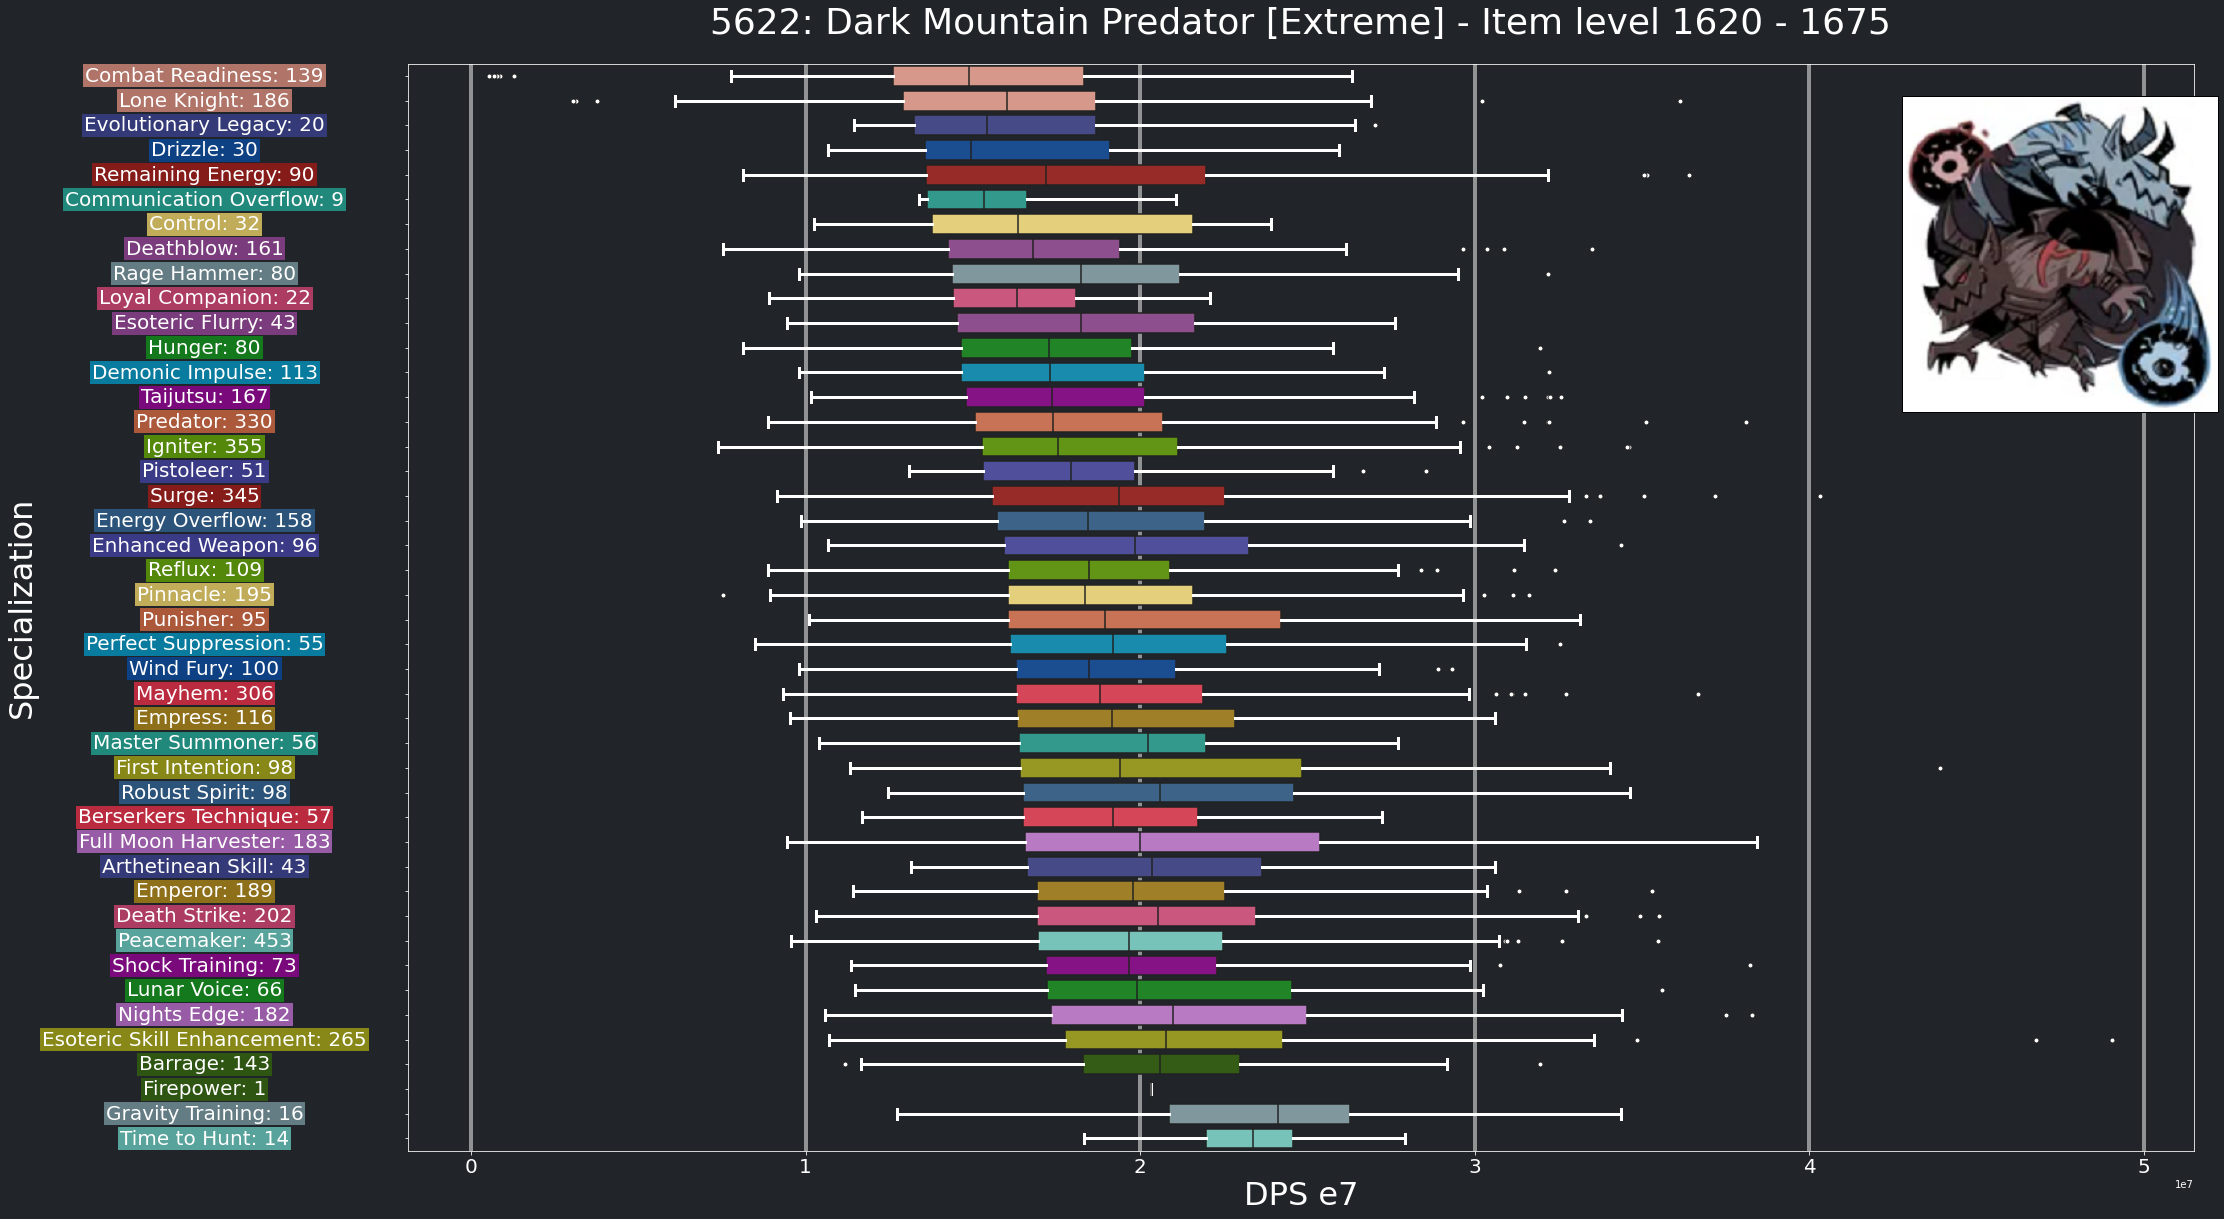 5622: Dark Mountain Predator [Extreme] - Item level 1620 - 1675
Specialization
Combat Readiness: 139
Lone Knight: 186
Evolutionary Legacy: 20
Drizzle: 30
Remaining Energy: 90
Communication Overflow: 9
Control: 32
Deathblow: 161
Rage Hammer: 80
Loyal Companion: 22
Esoteric Flurry: 43
Hunger: 80
Demonic Impulse: 113
Taijutsu: 167
Predator: 330
Igniter: 355
Pistoleer: 51
Surge: 345
Energy Overflow: 158
Enhanced Weapon: 96
Reflux: 109
Pinnacle: 195
Punisher: 95
Perfect Suppression: 55
Wind Fury: 100
Mayhem: 306
Empress: 116
Master Summoner: 56
First Intention: 98
Robust Spirit: 98
Berserkers Technique: 57
Full Moon Harvester: 183
Arthetinean Skill: 43
Emperor: 189
Death Strike: 202
Peacemaker: 453
Shock Training: 73
Lunar Voice: 66
Nights Edge: 182
Esoteric Skill Enhancement: 265
Barrage: 143
Firepower: 1
Gravity Training: 16
Time to Hunt: 14
0 1 2 3 4 5
1e7
DPS e7